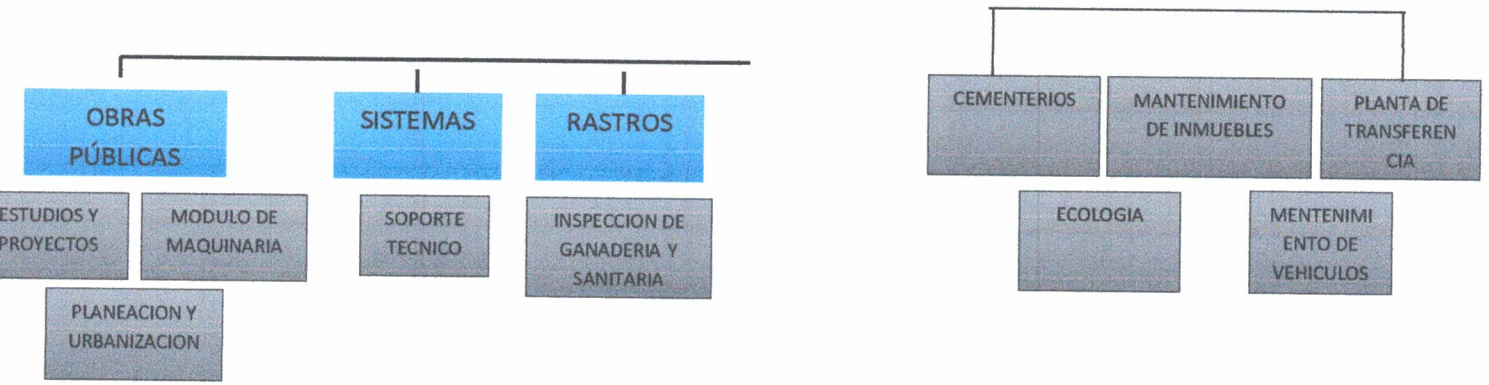 OBRAS
PÚBLICAS
SISTEMAS
RASTROS
ESTUDIOS Y
PROYECTOS
MODULO DE
MAQUINARIA
SOPORTE
TECNICO
INSPECCION DE
GANADERIA Y
SANITARIA
PLANEACION Y
URBANIZACION
CEMENTERIOS
MANTENIMIENTO
DE INMUEBLES
PLANTA DE
TRANSFEREN
CIA
ECOLOGIA
MENTENIMI
ENTO DE
VEHICULOS